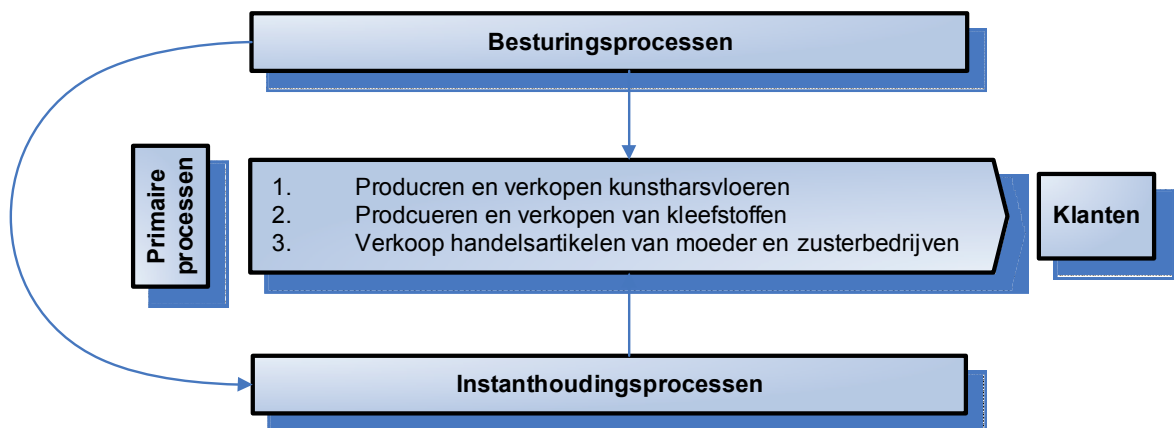 Besturingsprocessen
Primaire
processen
1. Producren en verkopen kunstharsvloeren
2. Prodcueren en verkopen van kleefstoffen
3. Verkoop handelsartikelen van moeder en zusterbedrijven
Klanten
Instanthoudingsprocessen